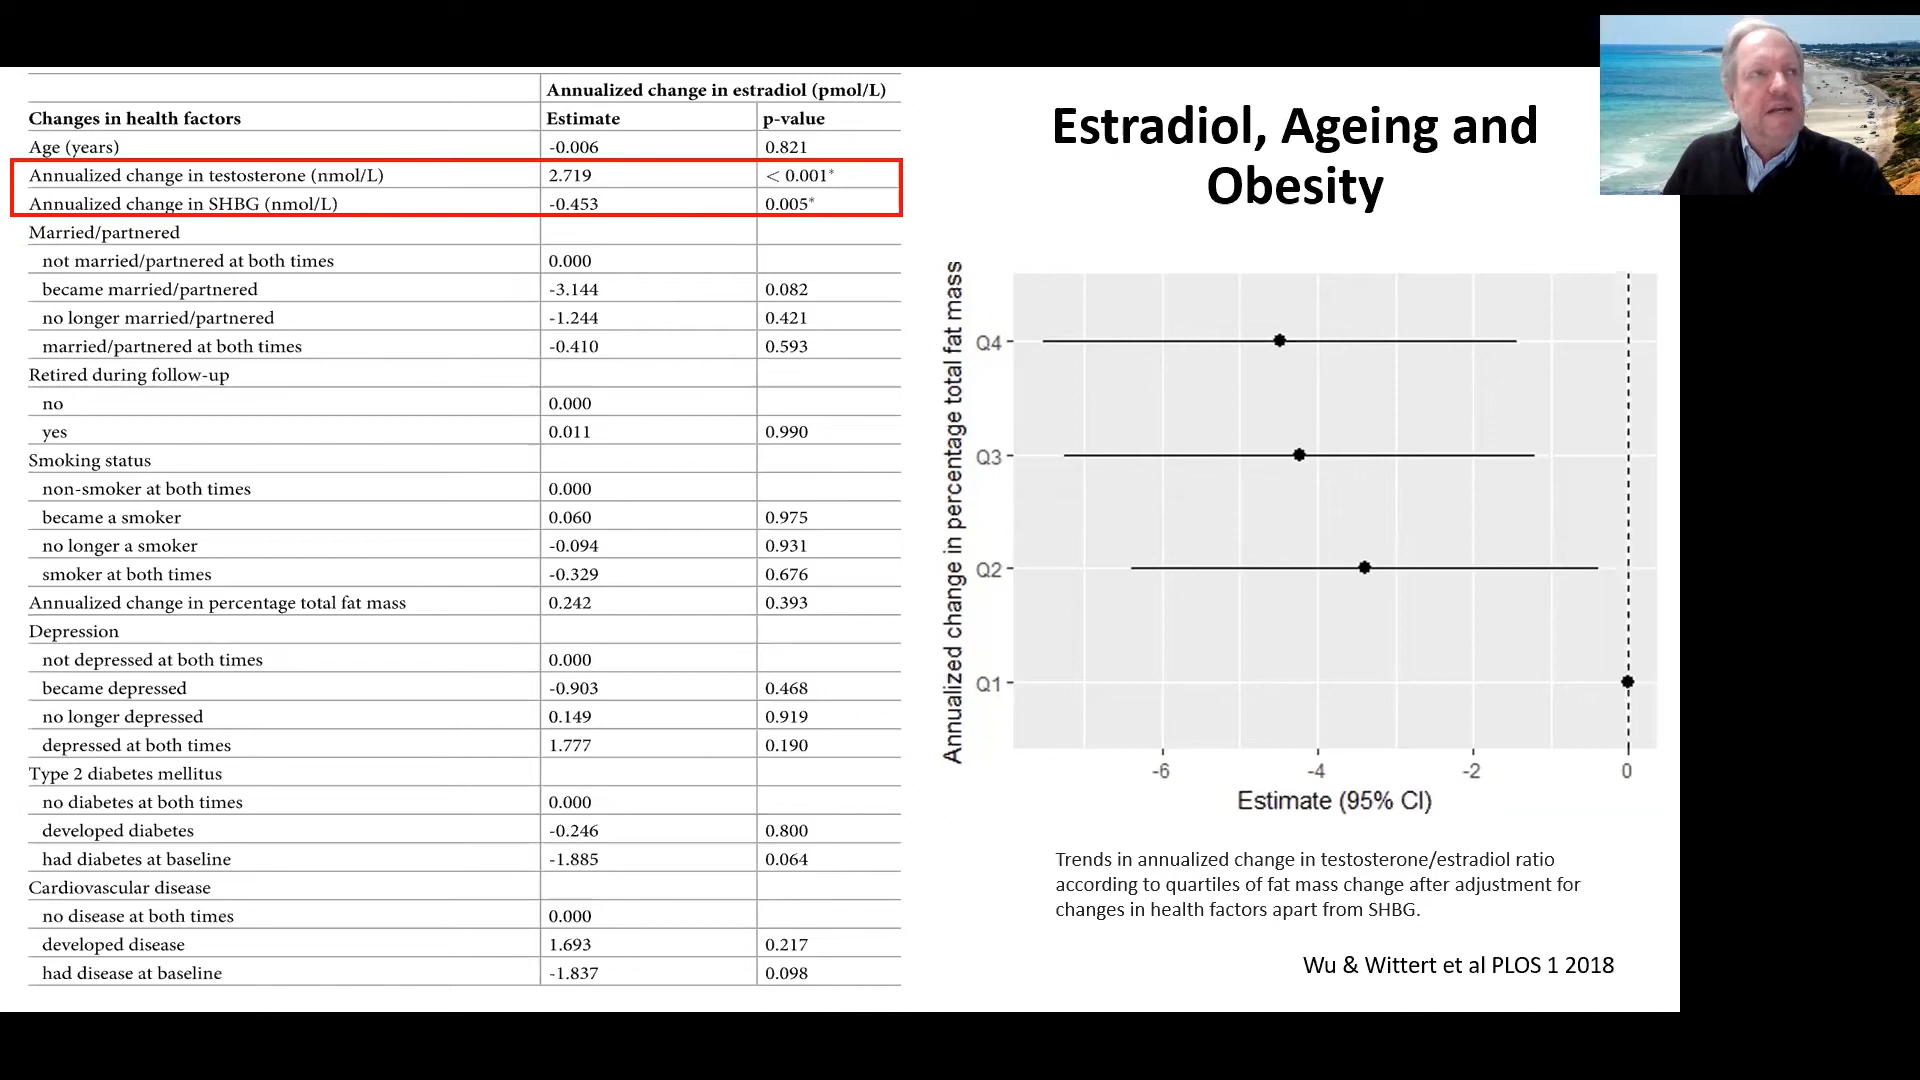 Annualized change in estradiol (pmol/L)
Changes in health factors Estimate p-value
Age (years) -0.006 0.821
Annualized change in testosterone (nmol/L) 2.719 < 0.001*
Annualized change in SHBG (nmol/L) -0.453 0.005*
Married/partnered
not married/partnered at both times 0.000
became married/partnered -3.144 0.082
no longer married/partnered -1.244 0.421
married/partnered at both times -0.410 0.593
Retired during follow-up
no 0.000
yes 0.011 0.990
Smoking status
non-smoker at both times 0.000
became a smoker 0.060 0.975
no longer a smoker -0.094 0.931
smoker at both times -0.329 0.676
Annualized change in percentage total fat mass 0.242 0.393
Depression
not depressed at both times 0.000
became depressed -0.903 0.468
no longer depressed 0.149 0.919
depressed at both times 1.777 0.190
Type 2 diabetes mellitus
no diabetes at both times 0.000
developed diabetes -0.246 0.800
had diabetes at baseline -1.885 0.064
Cardiovascular disease
no disease at both times 0.000
developed disease 1.693 0.217
had disease at baseline -1.837 0.098
Estradiol, Ageing and
Obesity
Annualized change in percentage total fat mass
Q4
Q3
Q2
Q1
-6 -4 -2 0
Estimate (95% CI)
Trends in annualized change in testosterone/estradiol ratio
according to quartiles of fat mass change after adjustment for
changes in health factors apart from SHBG.
Wu & Wittert et al PLOS 1 2018